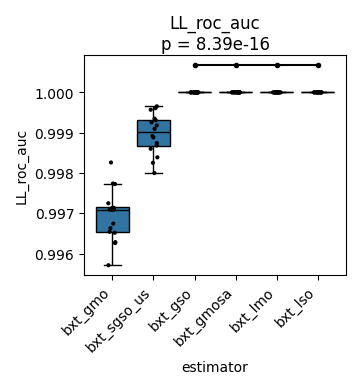 LL_roc_auc
p = 8.39e-16
LL_roc_auc
1.000
0.999
0.998
0.997
0.996
bxt_gmo
bxt_sgso_us
bxt_gso
bxt_gmosa
bxt_lmo
bxt_lso
estimator